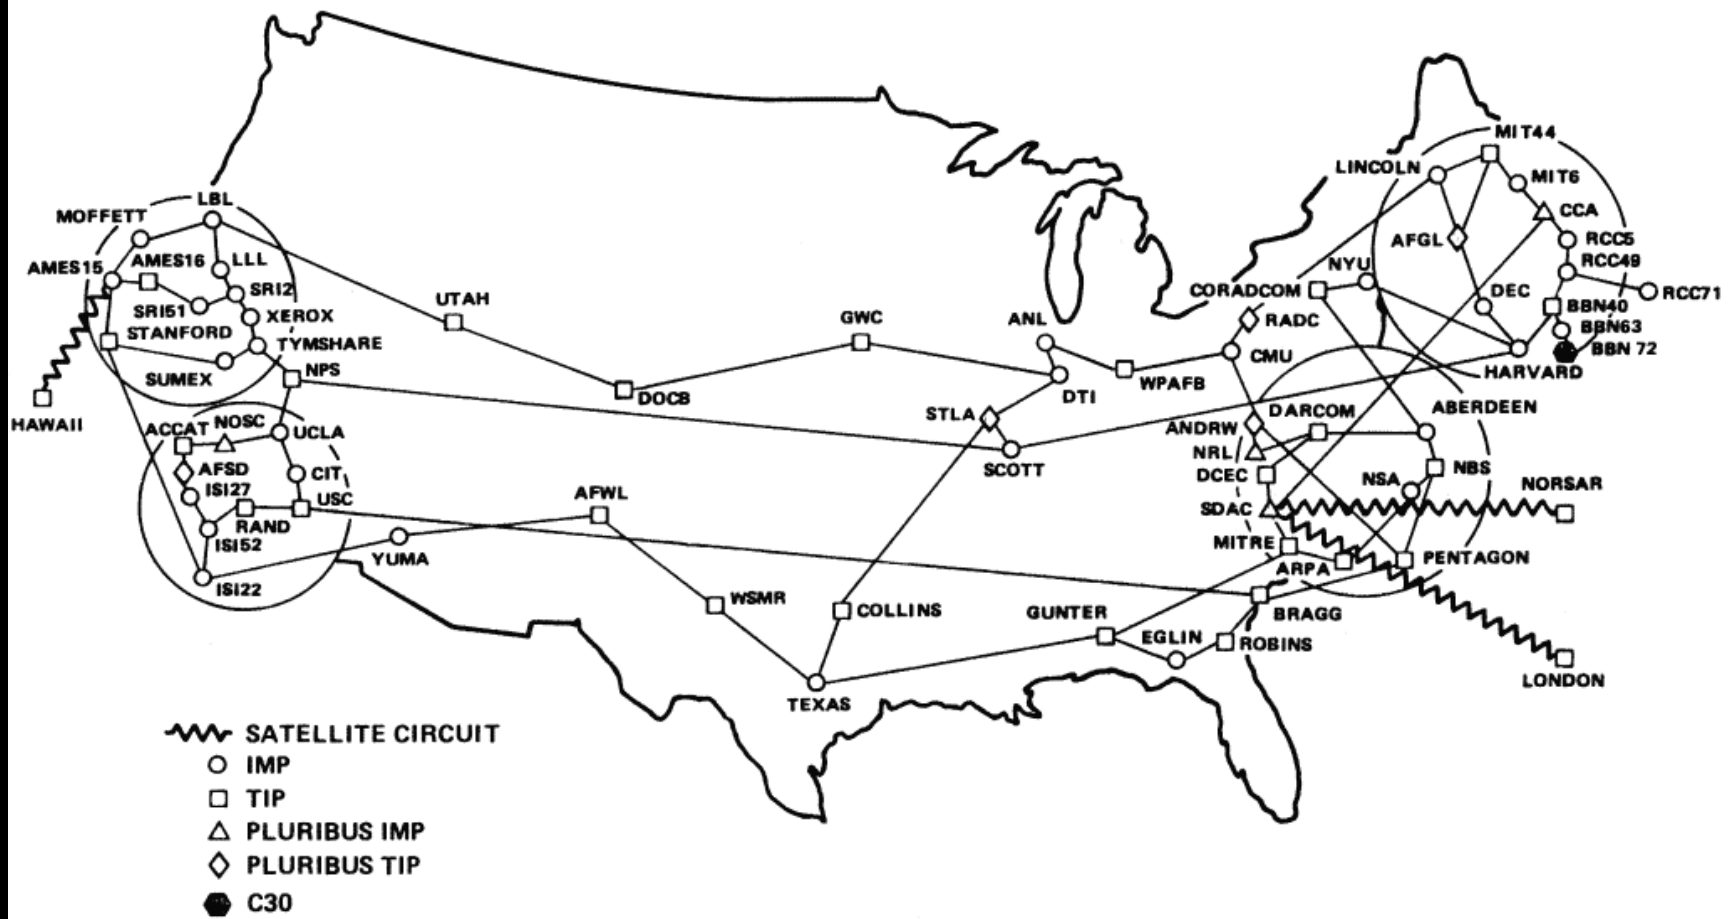 MIT44
LINCOLN
MIT6
LBL
CCA
MOFFETT
RCC5
AFGL
AMES16
LLL
RCC49
AMES15
NYU
SRI2
CORADCOM
DEC
RCC71
UTAH
SRI51
XEROX
BBN40
GWC
ANL
RADC
STANFORD
BBN63
TYMSHARE
BBN 72
CMU
NPS
SUMEX
WPAFB
HARVARD
DOCB
DTI
HAWAII
STLA
DARCOM
ABERDEEN
ACCAT
NOSC
UCLA
ANDRW
NRL
SCOTT
AFSD
CIT
DCEC
NSA
NBS
NORSAR
ISI27
AFWL
USC
SDAC
RAND
ISI52
MITRE
YUMA
ARPA
PENTAGON
ISI22
WSMR
COLLINS
GUNTER
BRAGG
EGLIN
ROBINS
LONDON
TEXAS
SATELLITE CIRCUIT
IMP
TIP
PLURIBUS IMP
PLURIBUS TIP
C30